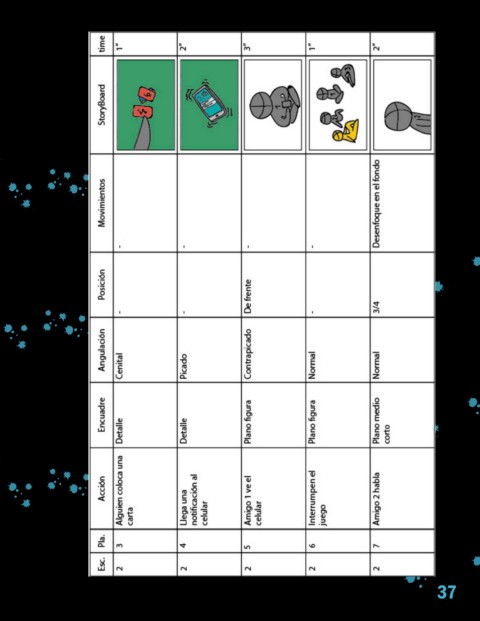 Esc. Pla. Acción Encuadre Angulación Posición Movimientos StoryBoard time
2 3 Alguien coloca una Detalle Cenital - - 1"
carta
2 4 Llega una Detalle Picado - - 2"
notificación al
celular
2 5 Amigo 1 ve el Plano figura Contrapicado De frente - 3"
celular
2 6 Interrumpen el Plano figura Normal - - 1"
juego
2 7 Amigo 2 habla Plano medio Normal 3/4 Desenfoque en el fondo 2"
corto
37